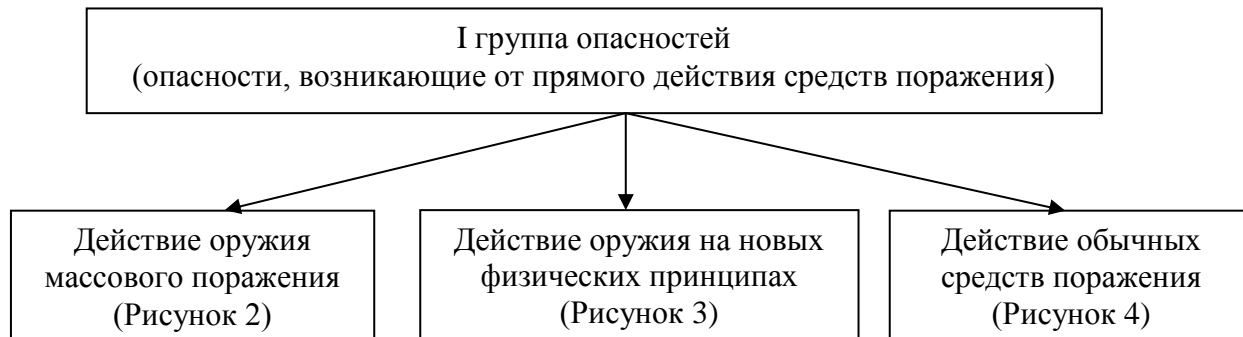 I группа опасностей
(опасности, возникающие от прямого действия средств поражения)
Действие оружия
массового поражения
(Рисунок 2)
Действие оружия на новых
физических принципах
(Рисунок 3)
Действие обычных
средств поражения
(Рисунок 4)